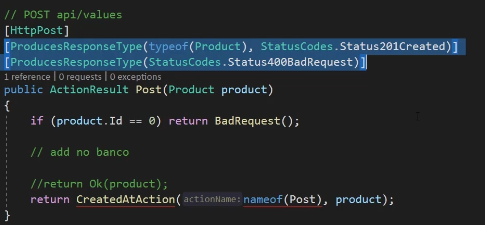 // POST api/values
[HttpPost]
[ProducesResponseType(typeof(Product), StatusCodes.Status201Created)]
[ProducesResponseType(StatusCodes.Status400BadRequest)]
1 reference | 0 requests | 0 exceptions
public ActionResult Post(Product product)
{
if (product.Id == 0) return BadRequest();
// add no banco
//return Ok(product);
return CreatedAtAction(actionName:nameof(Post), product);
}